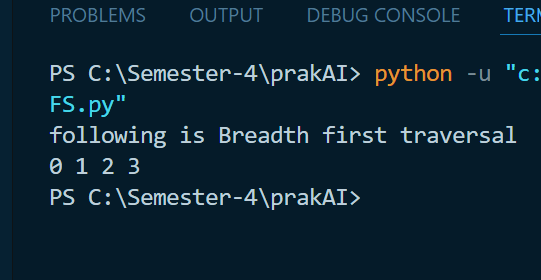 PROBLEMS OUTPUT DEBUG CONSOLE
PS C:\Semester-4\prakAI> python -u "c:
FS.py"
following is Breadth first traversal
0 1 2 3
PS C:\Semester-4\prakAI>